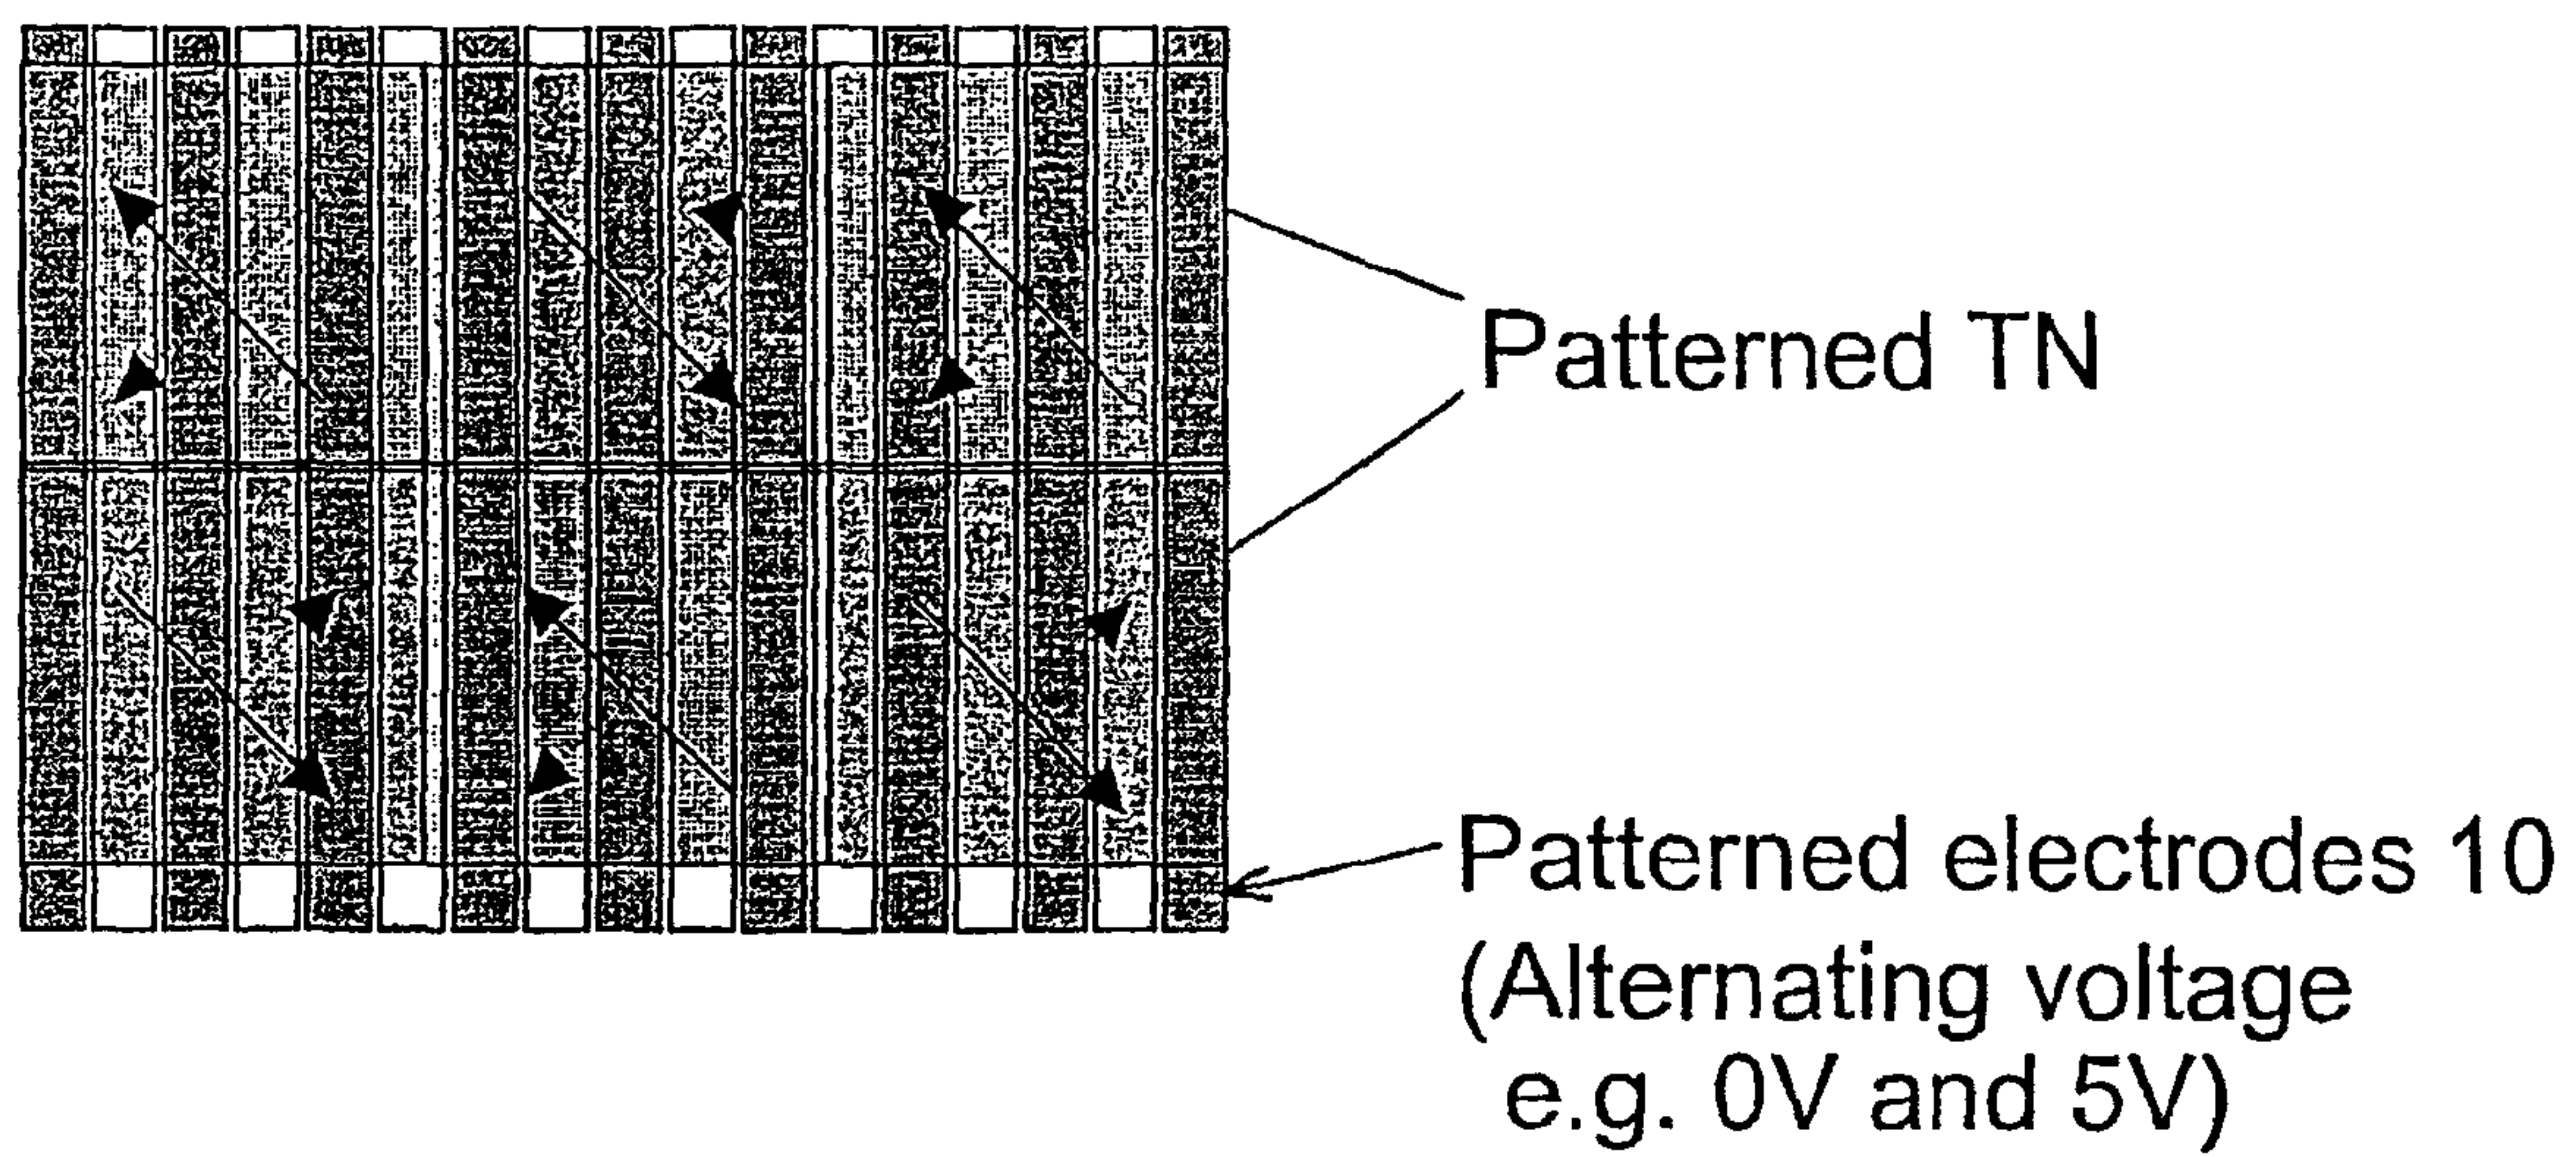 Patterned TN
Patterned electrodes 10
(Alternating voltage
e.g. 0V and 5V)